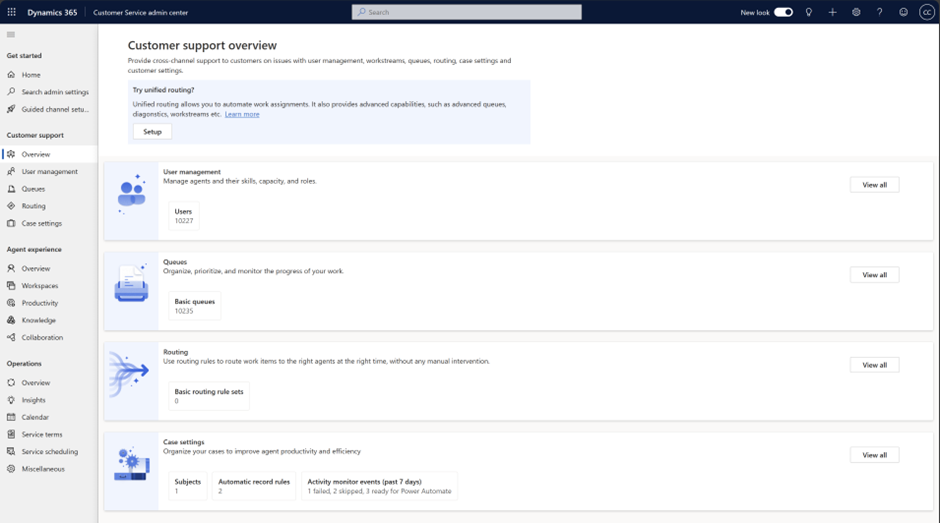 Dynamics 365 Customer Service admin center Search New look CC
Get started
Home
Search admin settings
Guided channel setu...
Customer support
Overview
User management
Queues
Routing
Case settings
Agent experience
Overview
Workspaces
Productivity
Knowledge
Collaboration
Operations
Overview
Insights
Calendar
Service terms
Service scheduling
Miscellaneous
Customer support overview
Provide cross-channel support to customers on issues with user management, workstreams, queues, routing, case settings and
customer settings.
Try unified routing?
Unified routing allows you to automate work assignments. It also provides advanced capabilities, such as advanced queues,
diagonstics, workstreams etc. Learn more
Setup
User management
Manage agents and their skills, capacity, and roles.
View all
Users
10227
Queues
Organize, prioritize, and monitor the progress of your work.
View all
Basic queues
10235
Routing
Use routing rules to route work items to the right agents at the right time, without any manual intervention.
View all
Basic routing rule sets
0
Case settings
Organize your cases to improve agent productivity and efficiency
View all
Subjects
1
Automatic record rules
2
Activity monitor events (past 7 days)
1 failed, 2 skipped, 3 ready for Power Automate